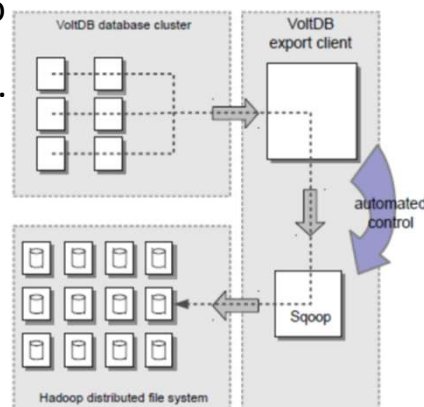 VoltDB database cluster
VoltDB
export client
automated
control
Sqoop
Hadoop distributed file system